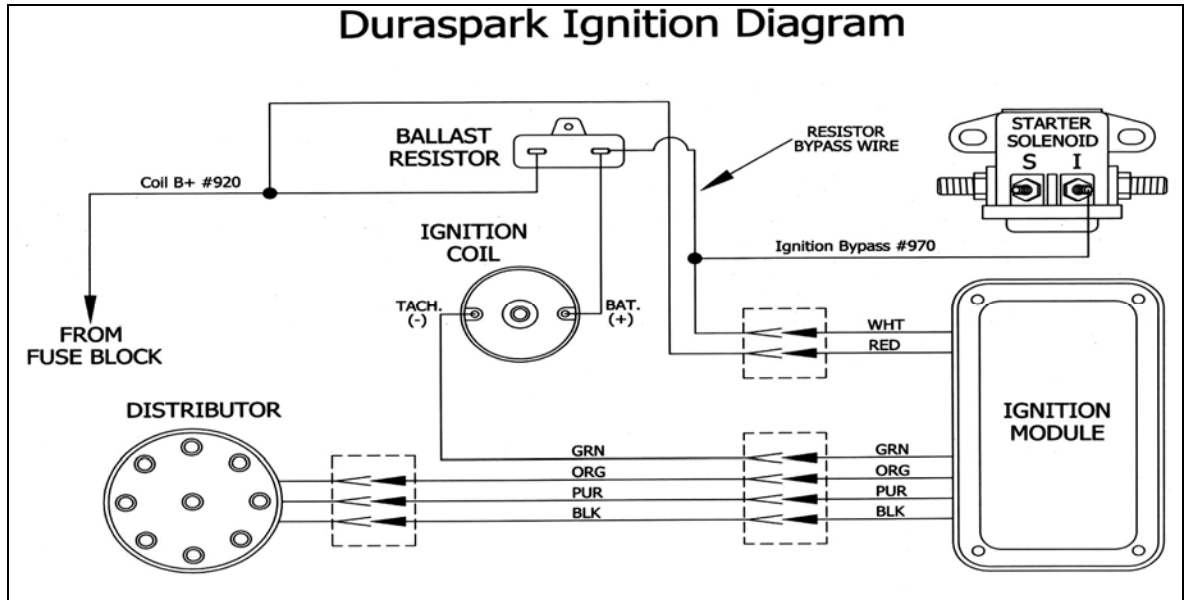 Duraspark Ignition Diagram
BALLAST
RESISTOR
RESISTOR
BYPASS WIRE
STARTER
SOLENOID
S I
Coil B+ #920
IGNITION
COIL
Ignition Bypass #970
TACH.
(-)
BAT.
(+)
FROM
FUSE BLOCK
WHT
RED
DISTRIBUTOR
IGNITION
MODULE
GRN
GRN
ORG
ORG
PUR
PUR
BLK
BLK